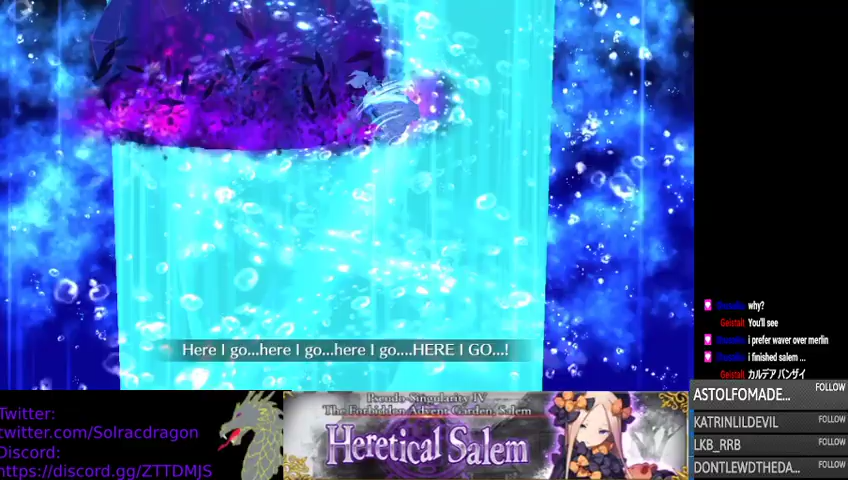 why?
Geistalt You'll see
i prefer waver over merlin
i finished salem ...
Geistalt カルデア バンザイ
Here I go...here I go...here I go....HERE I GO...!
Twitter:
twitter.com/Solracdragon
Discord:
https://discord.gg/ZTTDMJS
Pseudo-Singularity IV
The Forbidden Advent Garden, Salem
Heretical Salem
ASTOLFOMADE... FOLLOW
KATRINLILDEVIL FOLLOW
LKB_RRB FOLLOW
DONTLEWDTHEDA... FOLLOW